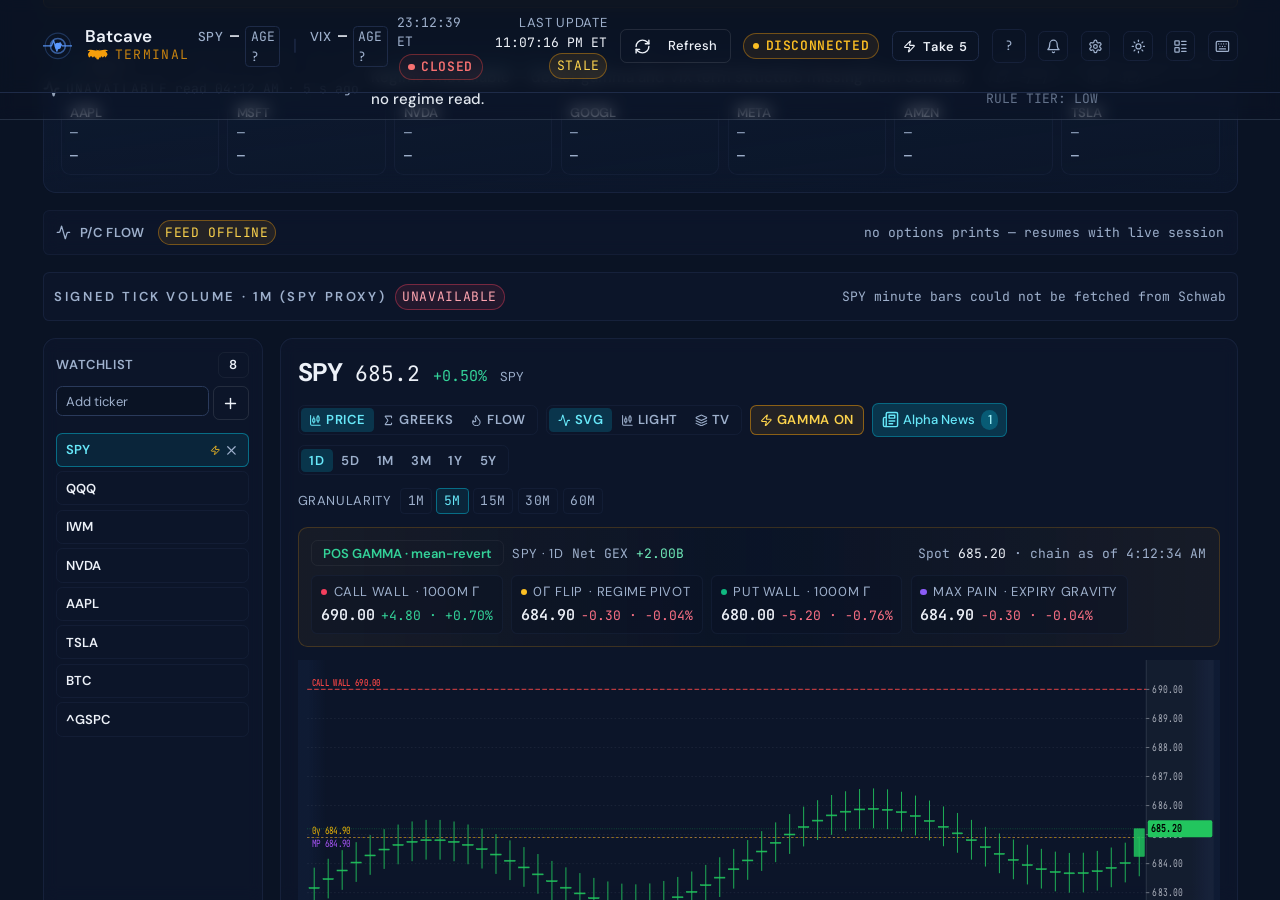 Batcave
TERMINAL
SPY — AGE ?
VIX — AGE ?
23:12:39 ET
CLOSED
LAST UPDATE
11:07:16 PM ET
STALE
Refresh
DISCONNECTED
Take 5
?
no regime read.
RULE TIER: LOW
AAPL MSFT NVDA GOOGL META AMZN TSLA
— — — — — — —
— — — — — — —
P/C FLOW FEED OFFLINE no options prints — resumes with live session
SIGNED TICK VOLUME · 1M (SPY PROXY) UNAVAILABLE SPY minute bars could not be fetched from Schwab
WATCHLIST 8
Add ticker +
SPY
QQQ
IWM
NVDA
AAPL
TSLA
BTC
^GSPC
SPY 685.2 +0.50% SPY
PRICE GREEKS FLOW SVG LIGHT TV GAMMA ON Alpha News 1
1D 5D 1M 3M 1Y 5Y
GRANULARITY 1M 5M 15M 30M 60M
POS GAMMA · mean-revert SPY · 1D Net GEX +2.00B Spot 685.20 · chain as of 4:12:34 AM
CALL WALL · 1000M Γ
690.00 +4.80 · +0.70%
0Γ FLIP · REGIME PIVOT
684.90 -0.30 · -0.04%
PUT WALL · 1000M Γ
680.00 -5.20 · -0.76%
MAX PAIN · EXPIRY GRAVITY
684.90 -0.30 · -0.04%
CALL WALL 690.00
690.00
689.00
688.00
687.00
686.00
685.20
0γ 684.90
MP 684.90
684.00
683.00